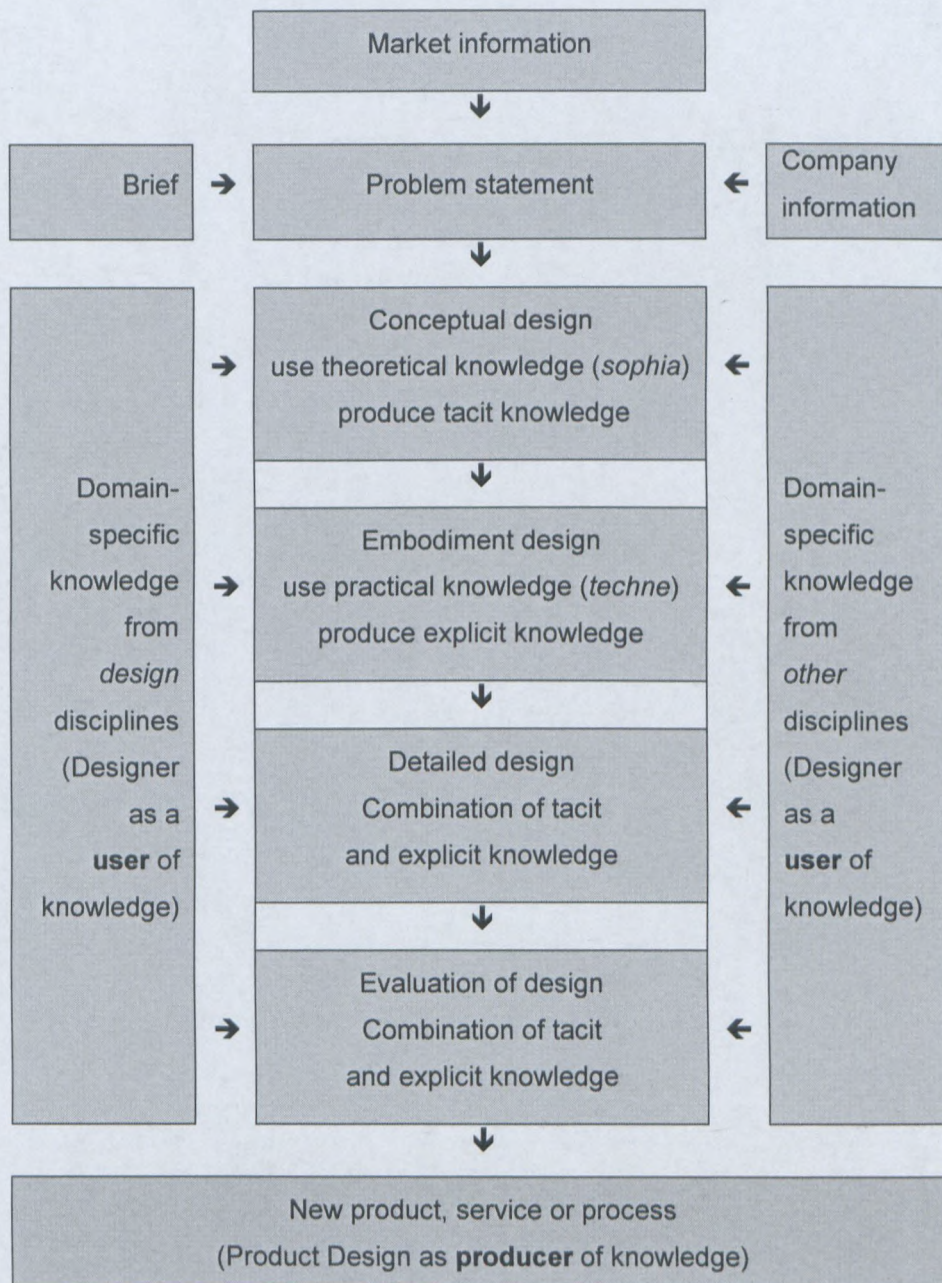 Market information
Brief
Problem statement
Company
information
Conceptual design
use theoretical knowledge (sophia)
produce tacit knowledge
Domain-
specific
knowledge
from
design
disciplines
(Designer
as a
user of
knowledge)
Embodiment design
use practical knowledge (techne)
produce explicit knowledge
Detailed design
Combination of tacit
and explicit knowledge
Evaluation of design
Combination of tacit
and explicit knowledge
Domain-
specific
knowledge
from
other
disciplines
(Designer
as a
user of
knowledge)
New product, service or process
(Product Design as producer of knowledge)